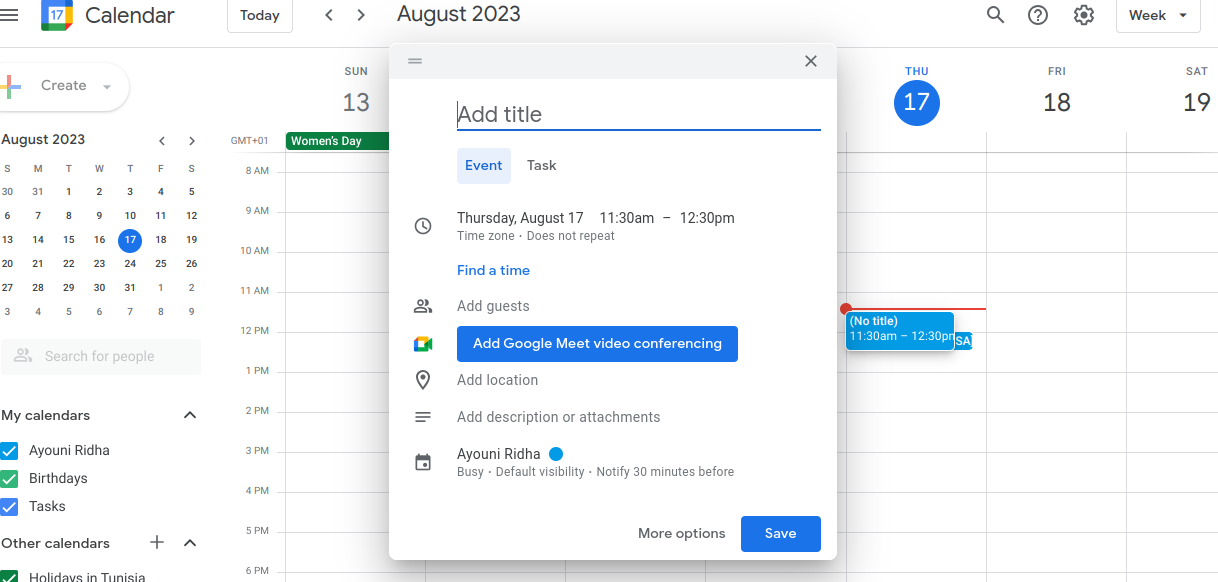 17 Calendar Today August 2023 Week
Create
August 2023
S M T W T F S
30 31 1 2 3 4 5
6 7 8 9 10 11 12
13 14 15 16 17 18 19
20 21 22 23 24 25 26
27 28 29 30 31 1 2
3 4 5 6 7 8 9
Search for people
My calendars
Ayouni Ridha
Birthdays
Tasks
Other calendars
Holidays in Tunisia
SUN
13
THU
17
FRI
18
SAT
19
GMT+01
Women's Day
8 AM
9 AM
10 AM
11 AM
12 PM
1 PM
2 PM
3 PM
4 PM
5 PM
6 PM
Add title
Event Task
Thursday, August 17 11:30am – 12:30pm
Time zone · Does not repeat
Find a time
Add guests
Add Google Meet video conferencing
Add location
Add description or attachments
Ayouni Ridha
Busy · Default visibility · Notify 30 minutes before
More options Save
(No title)
11:30am – 12:30pm
SA